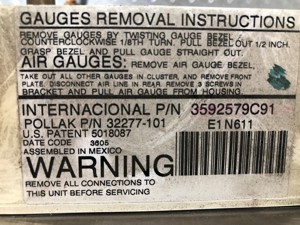 GAUGES REMOVAL INSTRUCTIONS
REMOVE GAUGES BY TWISTING GAUGE BEZEL
COUNTERCLOCKWISE 1/8TH TURN. PULL BEZEL OUT 1/2 INCH.
GRASP BEZEL AND PULL GAUGE STRAIGHT OUT.
AIR GAUGES: REMOVE AIR GAUGE BEZEL.
TAKE OUT ALL OTHER GAUGES IN CLUSTER, AND REMOVE FRONT
PLATE. DISCONNECT AIR LINE IN REAR. REMOVE 3 SCREWS IN
BRACKET AND PULL AIR GAUGE FROM HOUSING.
INTERNACIONAL P/N 3592579C91
POLLAK P/N 32277-101 E1N611
U.S. PATENT 5018087
DATE CODE 3605
ASSEMBLED IN MEXICO
WARNING
REMOVE ALL CONNECTIONS TO
THIS UNIT BEFORE SERVICING